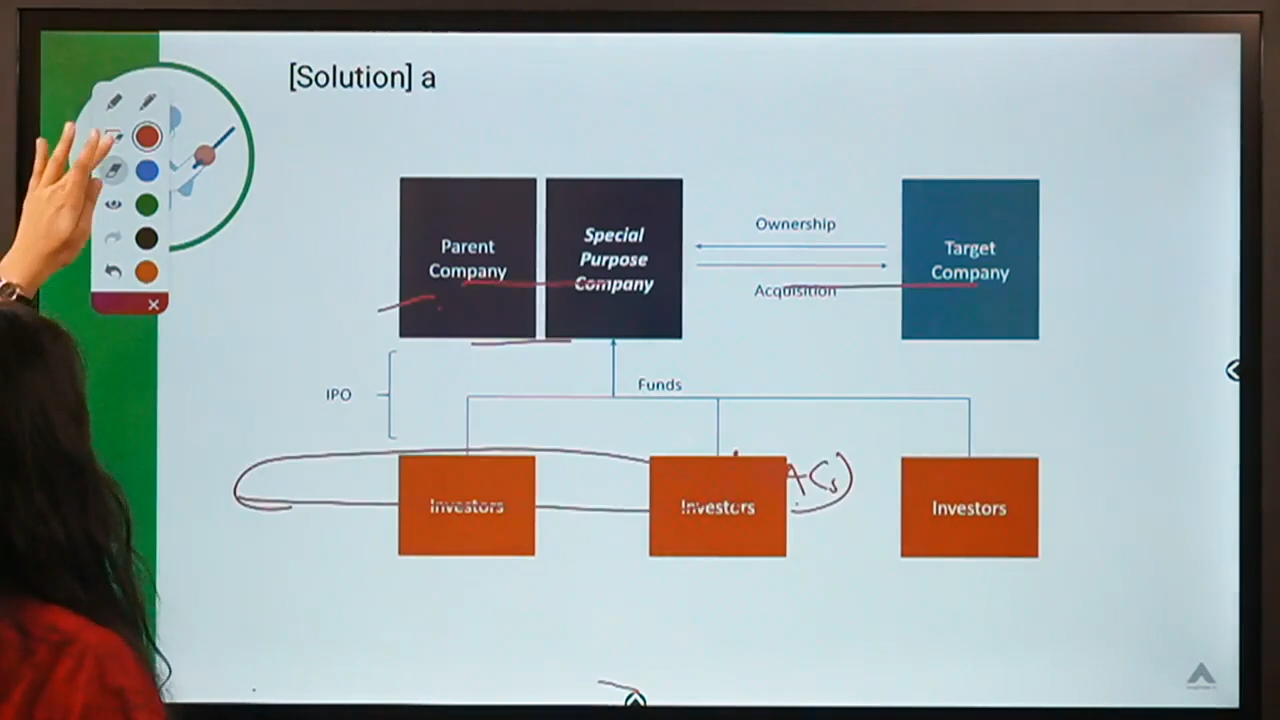 [Solution] a
Parent
Company
Special
Purpose
Company
Ownership
Acquisition
Target
Company
IPO
Funds
Investors
Investors
Investors